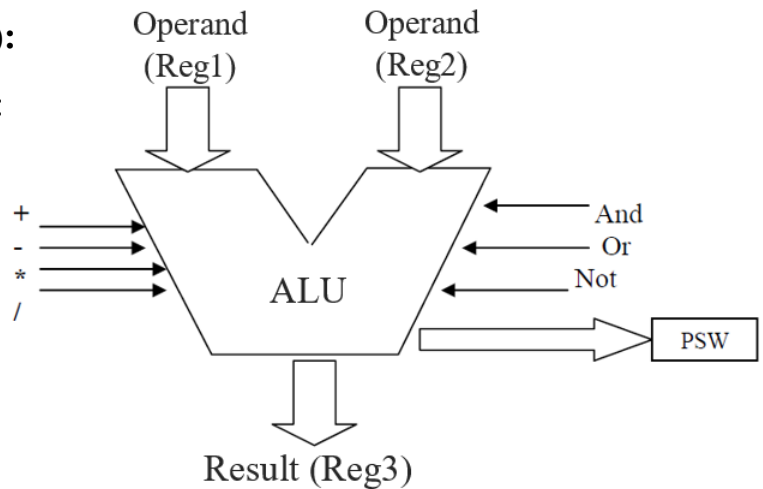 ):
Operand
(Reg1)
Operand
(Reg2)
:
+
-
*
/
And
Or
Not
ALU
PSW
Result (Reg3)